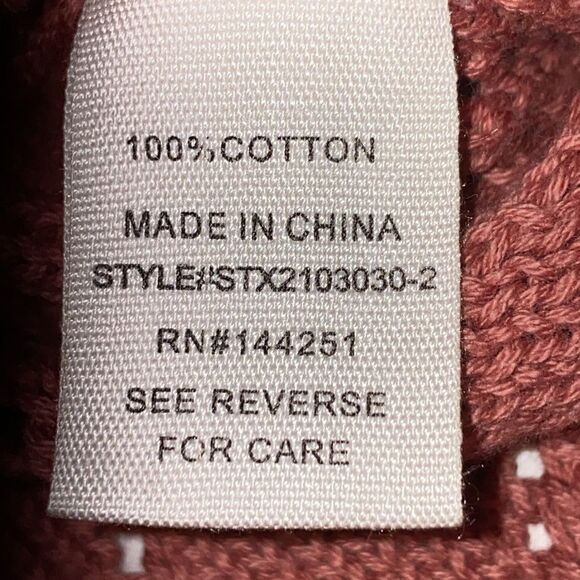 100%COTTON
MADE IN CHINA
STYLE#STX2103030-2
RN#144251
SEE REVERSE
FOR CARE